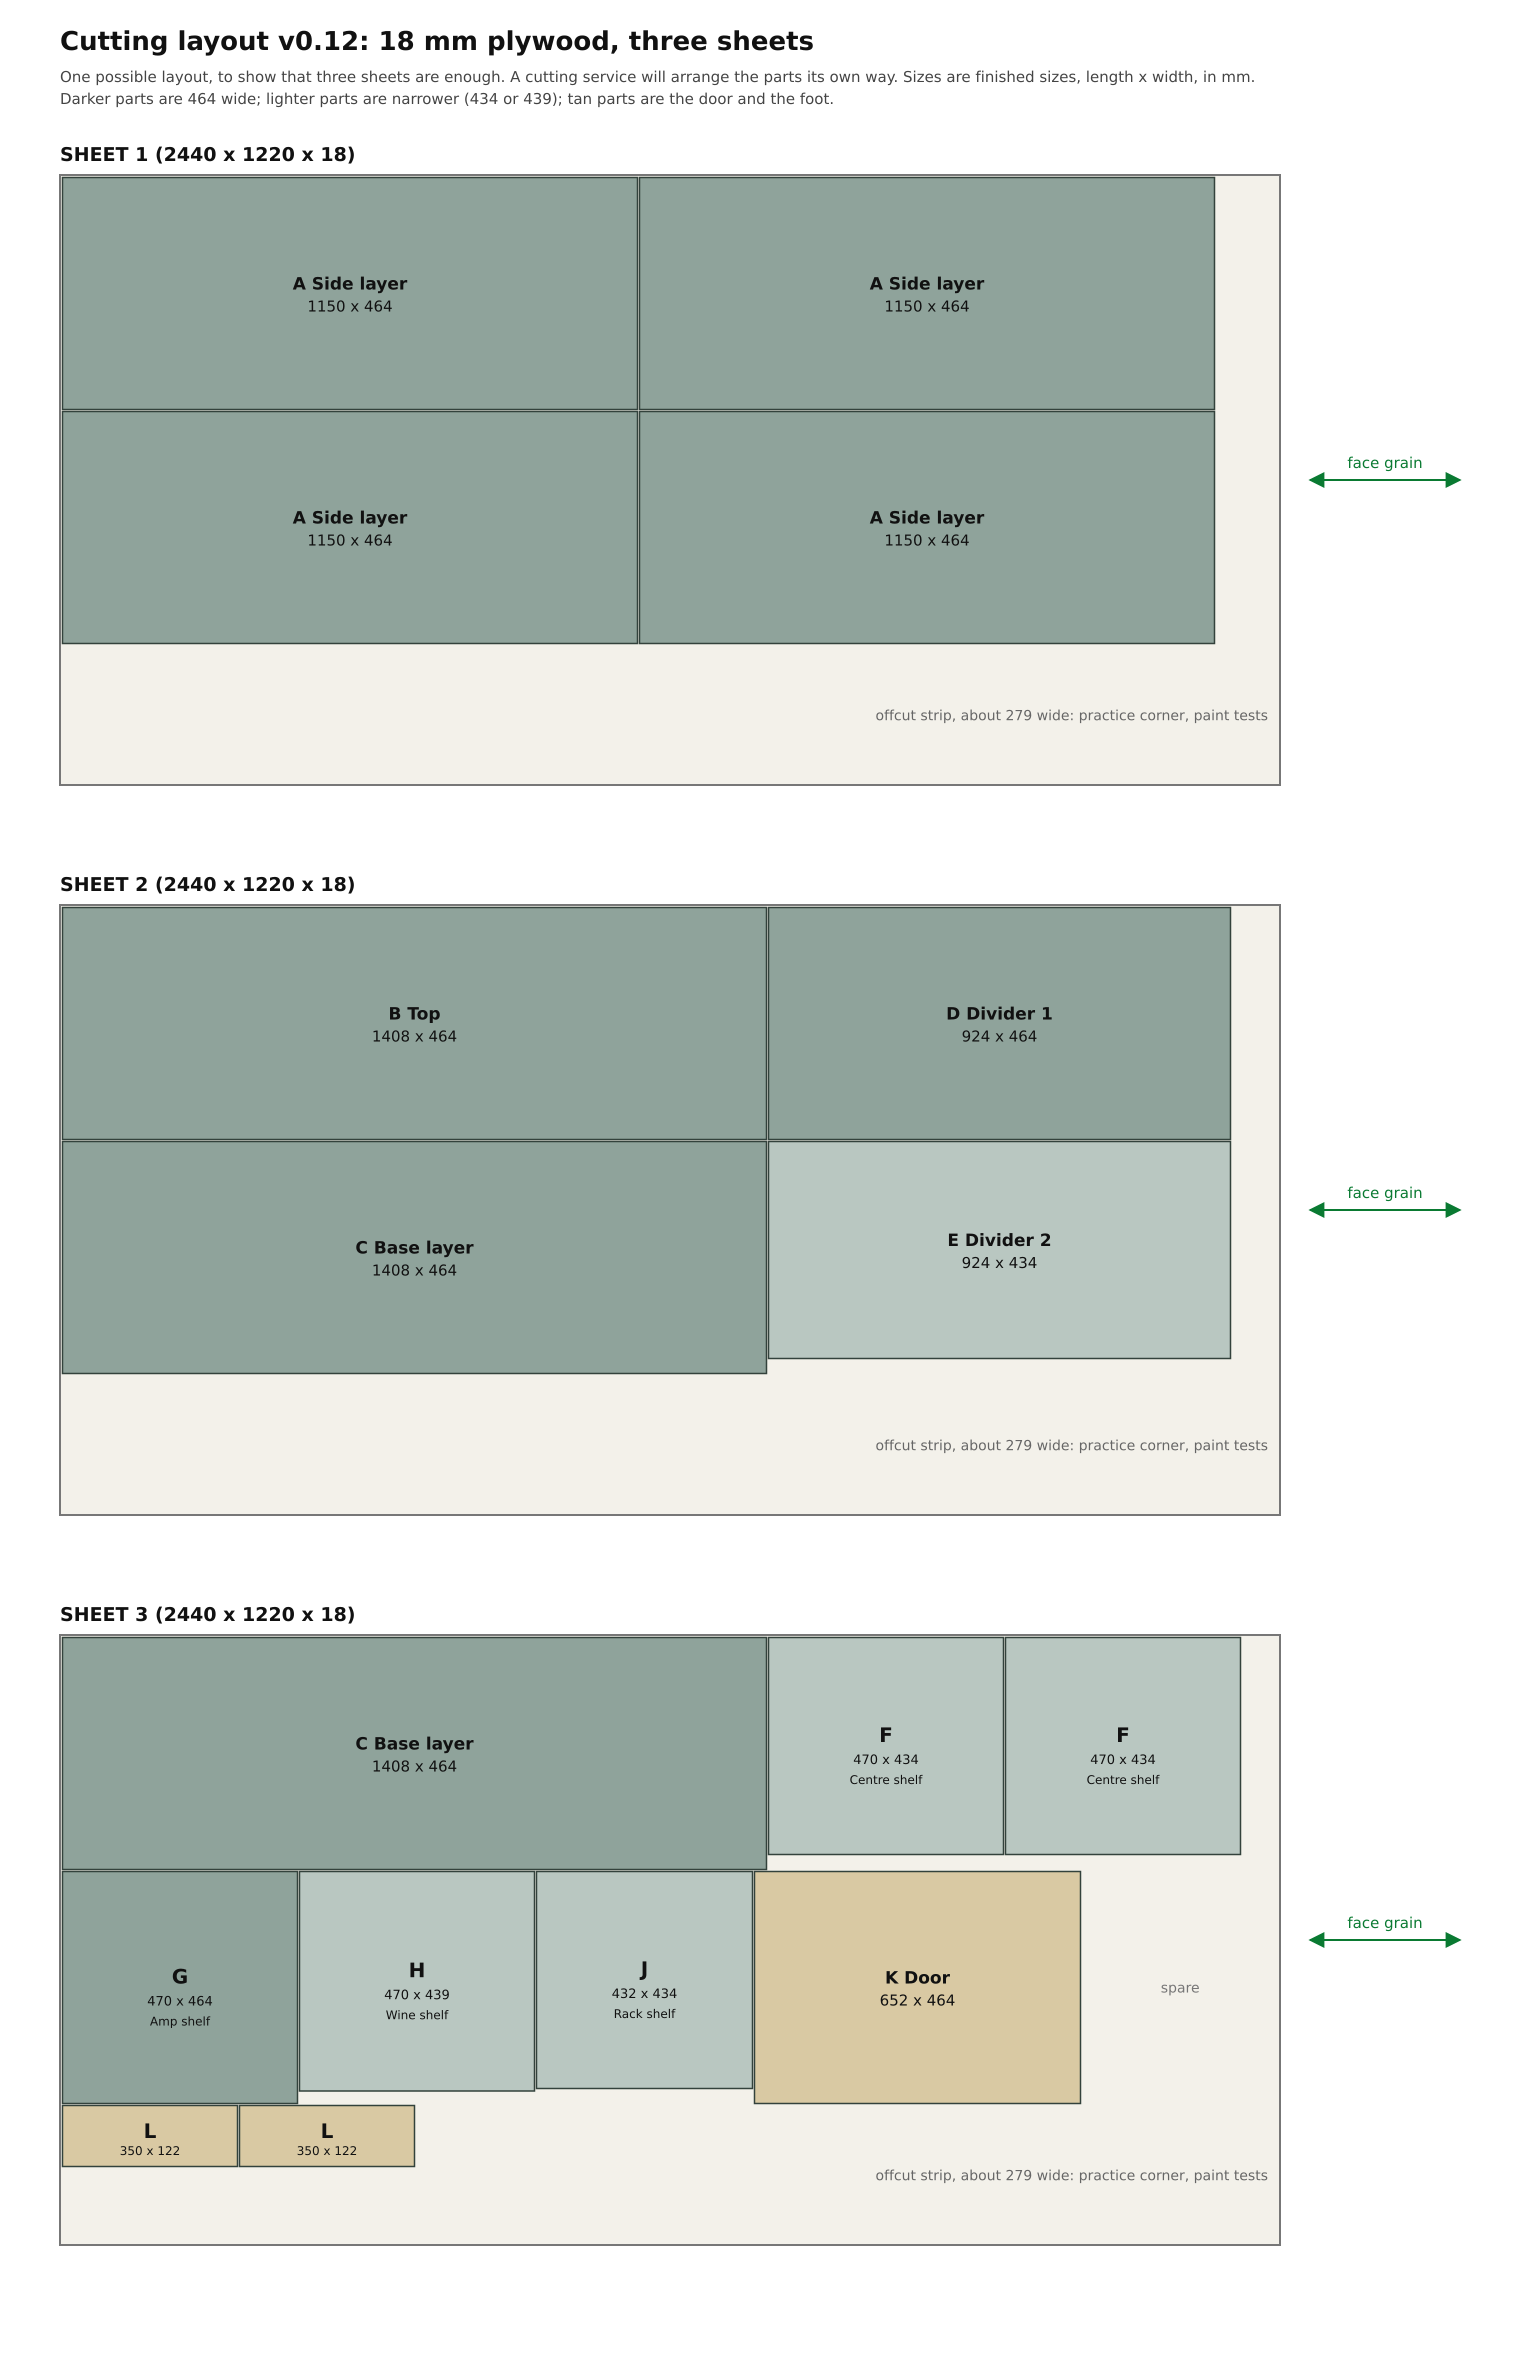 Cutting layout v0.12: 18 mm plywood, three sheets
One possible layout, to show that three sheets are enough. A cutting service will arrange the parts its own way. Sizes are finished sizes, length x width, in mm.
Darker parts are 464 wide; lighter parts are narrower (434 or 439); tan parts are the door and the foot.
SHEET 1 (2440 x 1220 x 18)
A Side layer
1150 x 464
A Side layer
1150 x 464
face grain
A Side layer
1150 x 464
A Side layer
1150 x 464
offcut strip, about 279 wide: practice corner, paint tests
SHEET 2 (2440 x 1220 x 18)
B Top
1408 x 464
D Divider 1
924 x 464
face grain
C Base layer
1408 x 464
E Divider 2
924 x 434
offcut strip, about 279 wide: practice corner, paint tests
SHEET 3 (2440 x 1220 x 18)
C Base layer
1408 x 464
F
470 x 434
Centre shelf
F
470 x 434
Centre shelf
face grain
G
470 x 464
Amp shelf
H
470 x 439
Wine shelf
J
432 x 434
Rack shelf
K Door
652 x 464
spare
L
350 x 122
L
350 x 122
offcut strip, about 279 wide: practice corner, paint tests